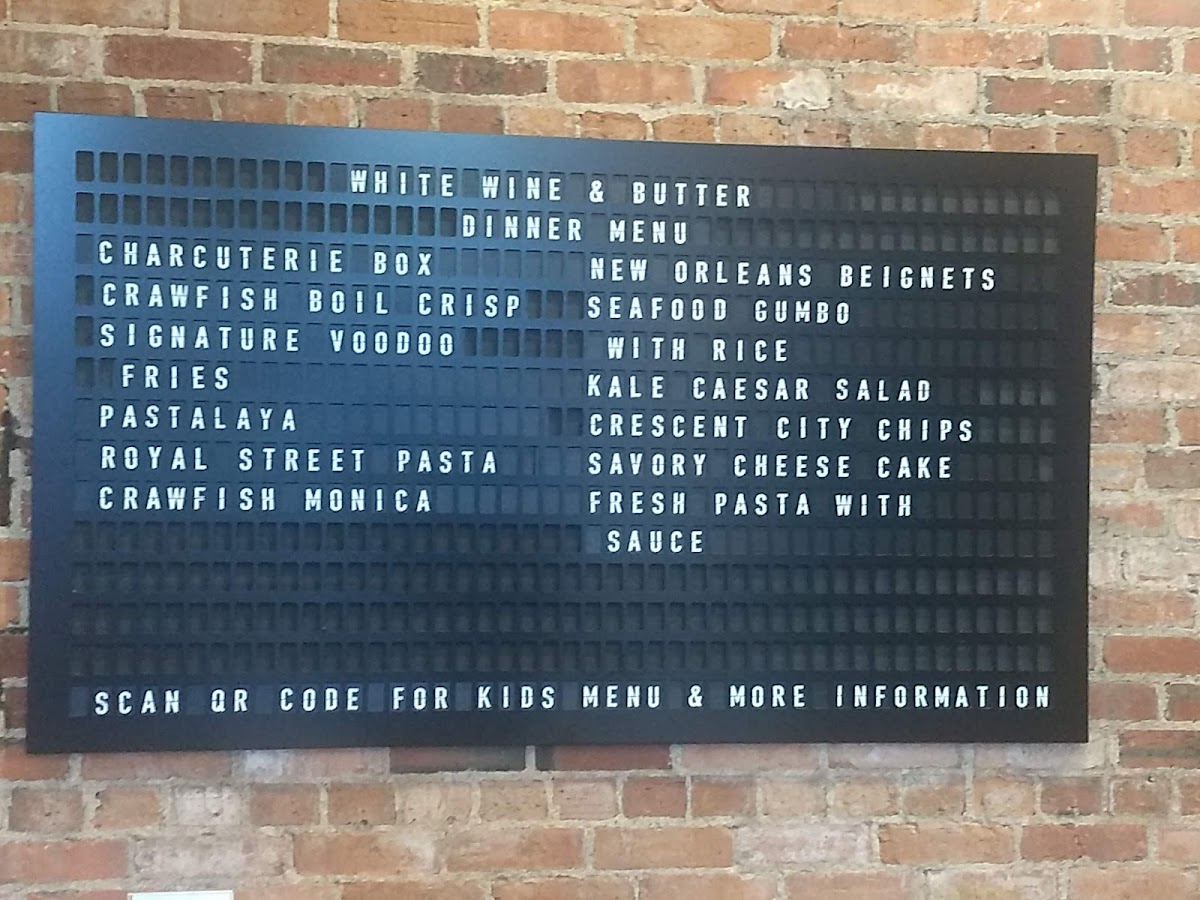 WHITE WINE & BUTTER
DINNER MENU
CHARCUTERIE BOX
CRAWFISH BOIL CRISP
SIGNATURE VOODOO
FRIES
PASTALAYA
ROYAL STREET PASTA
CRAWFISH MONICA
NEW ORLEANS BEIGNETS
SEAFOOD GUMBO
WITH RICE
KALE CAESAR SALAD
CRESCENT CITY CHIPS
SAVORY CHEESE CAKE
FRESH PASTA WITH
SAUCE
SCAN QR CODE FOR KIDS MENU & MORE INFORMATION